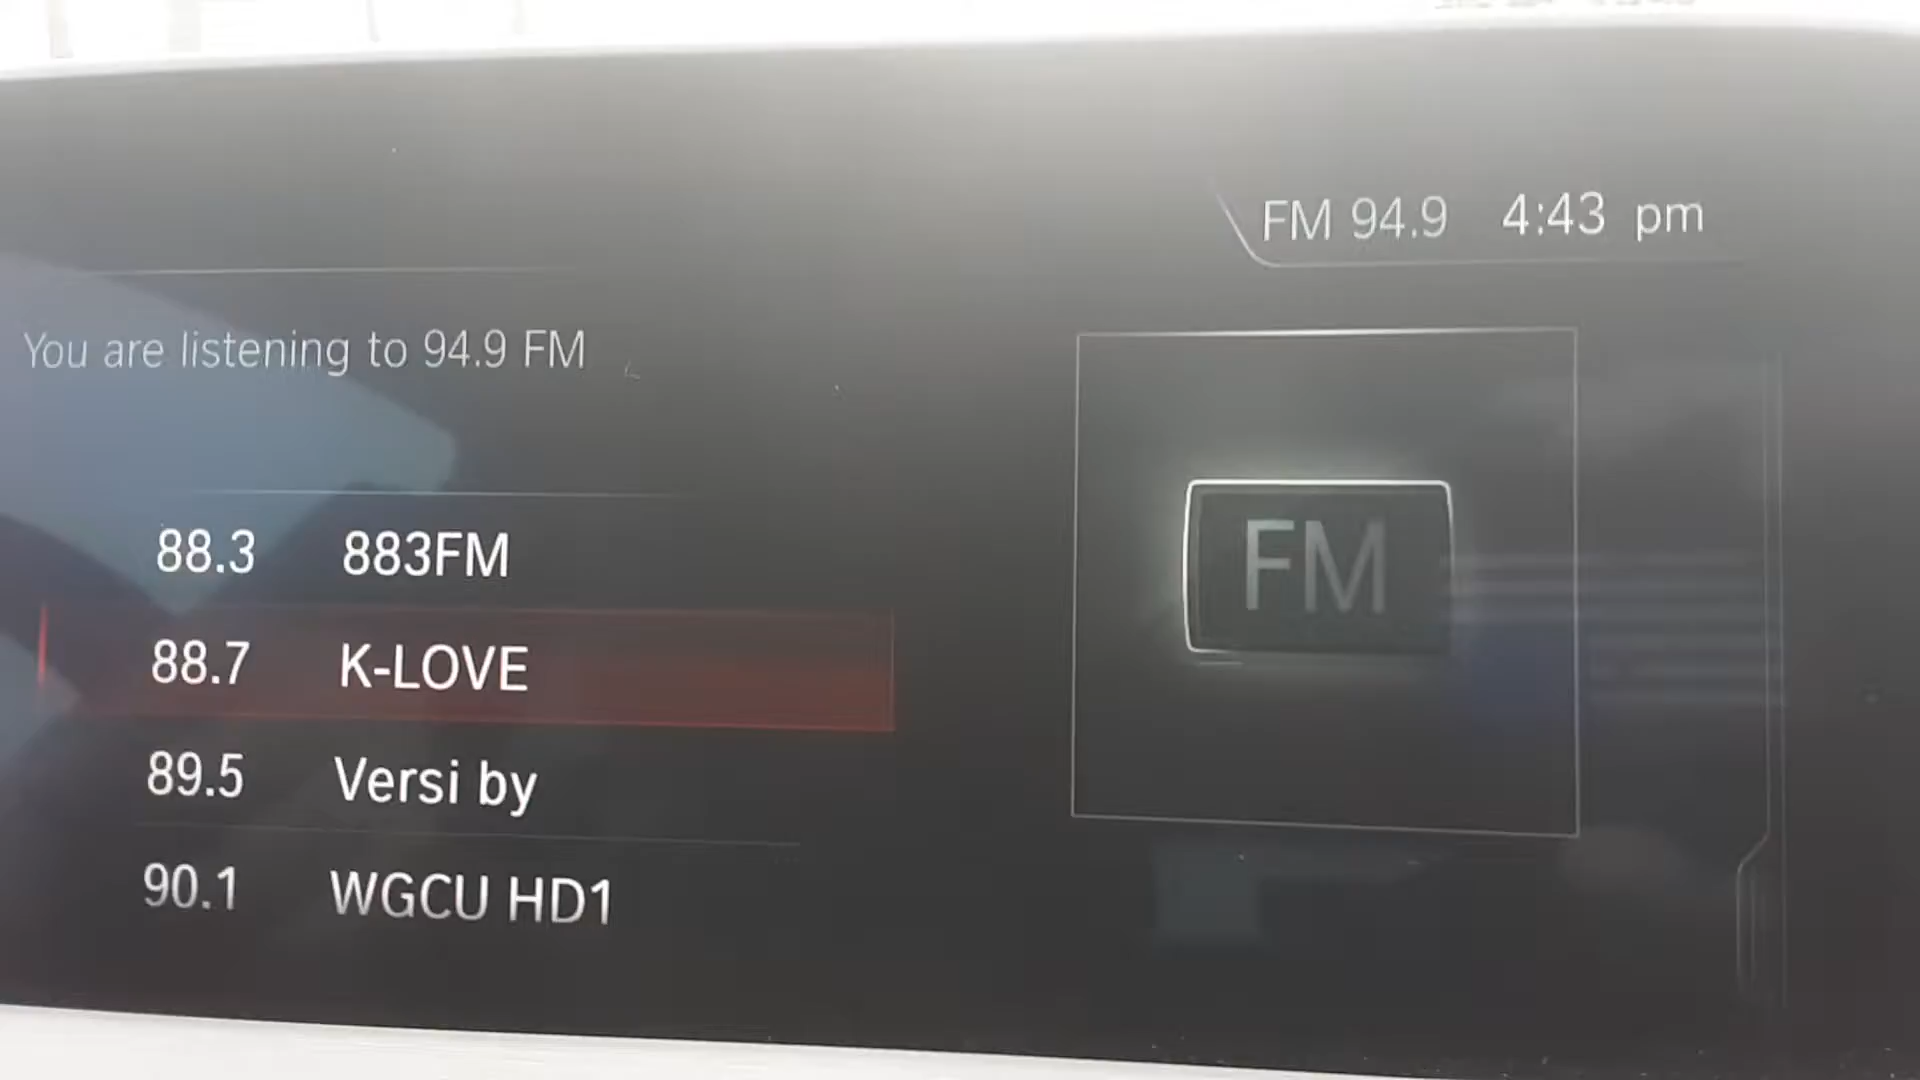 FM 94.9 4:43 pm
You are listening to 94.9 FM
88.3 883FM
FM
88.7 K-LOVE
89.5 Versi by
90.1 WGCU HD1